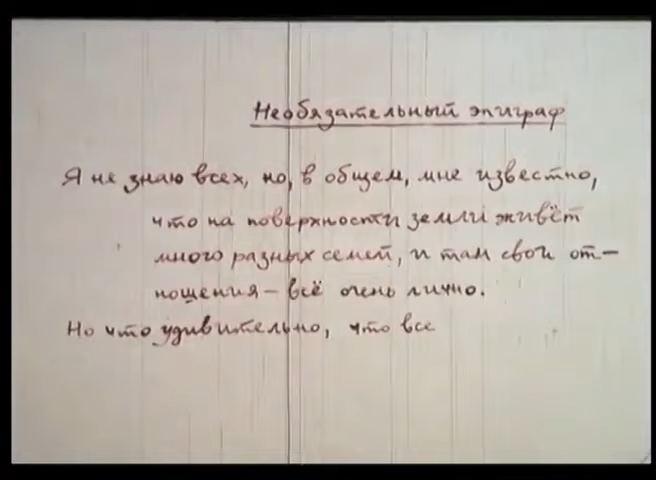 Необязательный эпиграф
Я не знаю всех, но, в общем, мне известно,
что на поверхности земли живёт
много разных семей, и там свои от-
ношения – всё очень лично.
Но что удивительно, что все